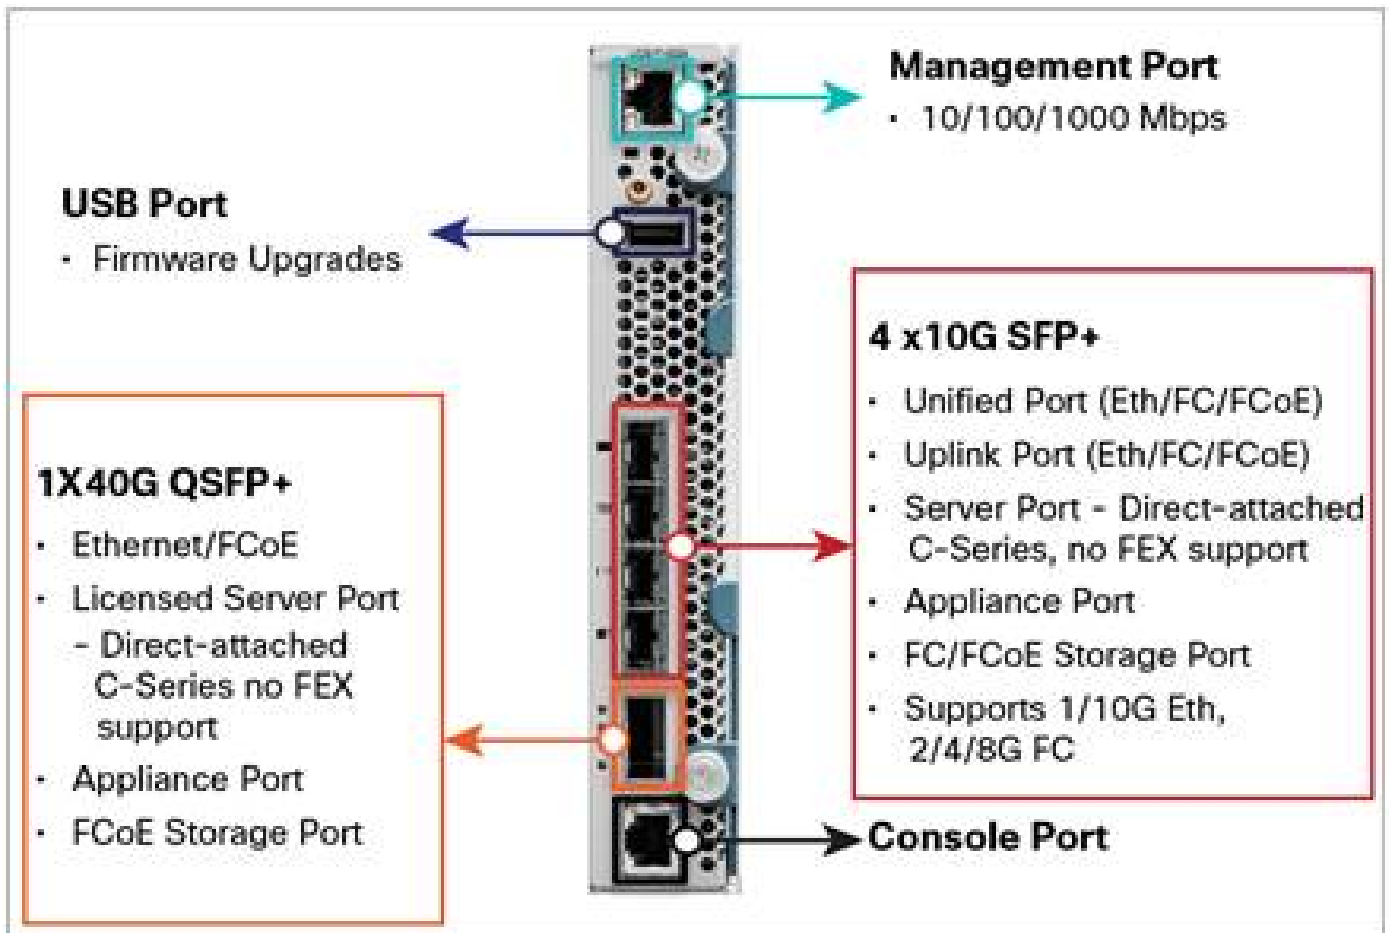 Management Port
· 10/100/1000 Mbps
USB Port
· Firmware Upgrades
4 x10G SFP+
· Unified Port (Eth/FC/FCoE)
· Uplink Port (Eth/FC/FCoE)
· Server Port - Direct-attached
C-Series, no FEX support
· Appliance Port
· FC/FCoE Storage Port
· Supports 1/10G Eth,
2/4/8G FC
1X40G QSFP+
· Ethernet/FCoE
· Licensed Server Port
- Direct-attached
C-Series no FEX
support
· Appliance Port
· FCoE Storage Port
Console Port